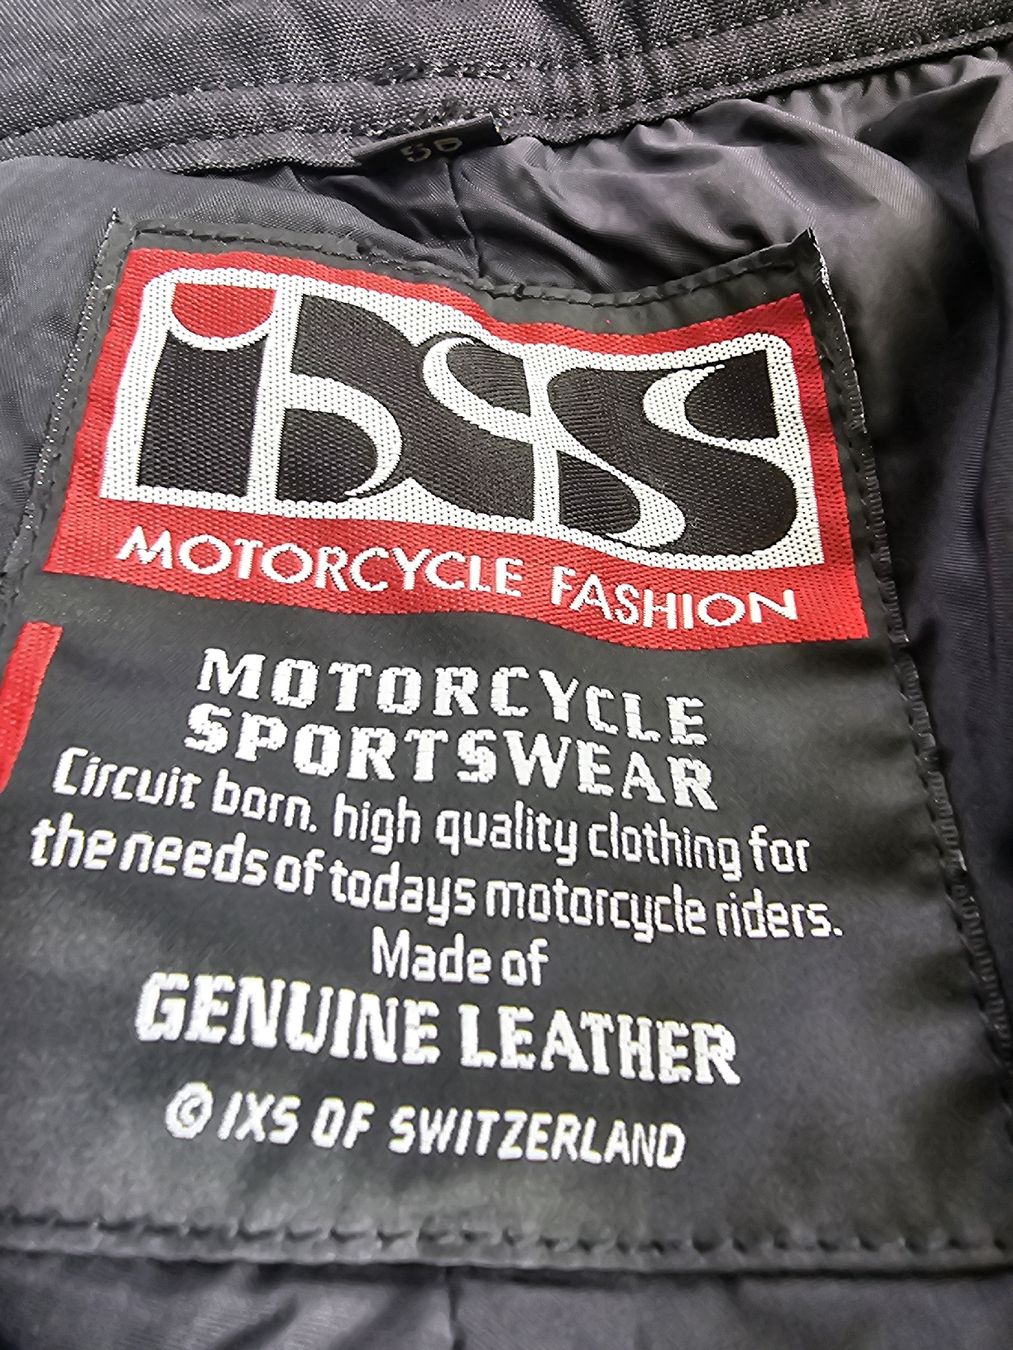 56
iXS
MOTORCYCLE FASHION
MOTORCYCLE
SPORTSWEAR
Circuit born. high quality clothing for
the needs of todays motorcycle riders.
Made of
GENUINE LEATHER
© IXS OF SWITZERLAND